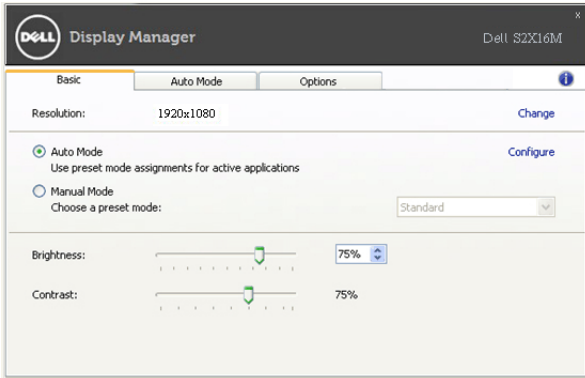 x
DELL Display Manager
Dell S2X16M
Basic Auto Mode Options i
Resolution: 1920x1080 Change
Auto Mode Configure
Use preset mode assignments for active applications
Manual Mode
Choose a preset mode: Standard
Brightness: 75%
Contrast: 75%